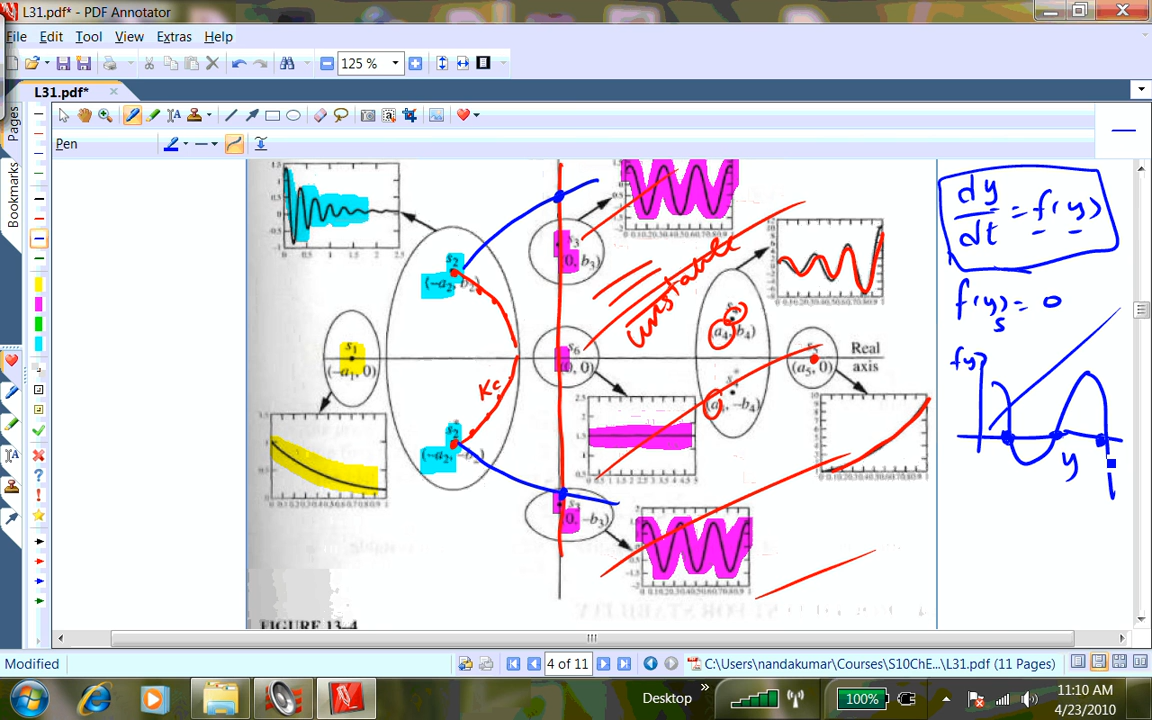 L31.pdf* - PDF Annotator
File Edit Tool View Extras Help
125 %
L31.pdf*
Pen
Pages
Bookmarks
s2
(-a2, b2)
s3
(0, b3)
unstable
s1
(-a1, 0)
s6
(0, 0)
(a4, b4)
s5
(a5, 0)
Real
axis
Kc
s2*
(-a2, -b2)
s4*
-b4)
(0, -b3)
FIGURE 13-4
dy/dt = f(y)
f(ys) = 0
f(y)
y
4 of 11
C:\Users\nandakumar\Courses\S10ChE...\L31.pdf (11 Pages)
Modified
Desktop
»
100%
11:10 AM
4/23/2010